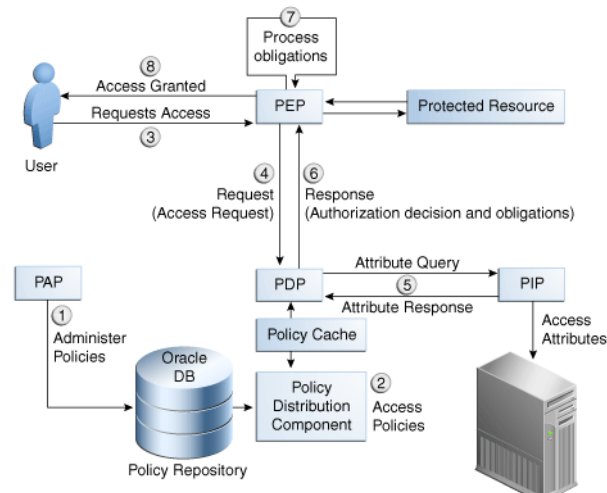 7
Process
obligations
8
Access Granted
PEP
Protected Resource
Requests Access
3
User
4
Request
(Access Request)
6
Response
(Authorization decision and obligations)
PAP
PDP
Attribute Query
5
Attribute Response
PIP
1
Administer
Policies
Policy Cache
Access
Attributes
Oracle
DB
Policy
Distribution
Component
2
Access
Policies
Policy Repository